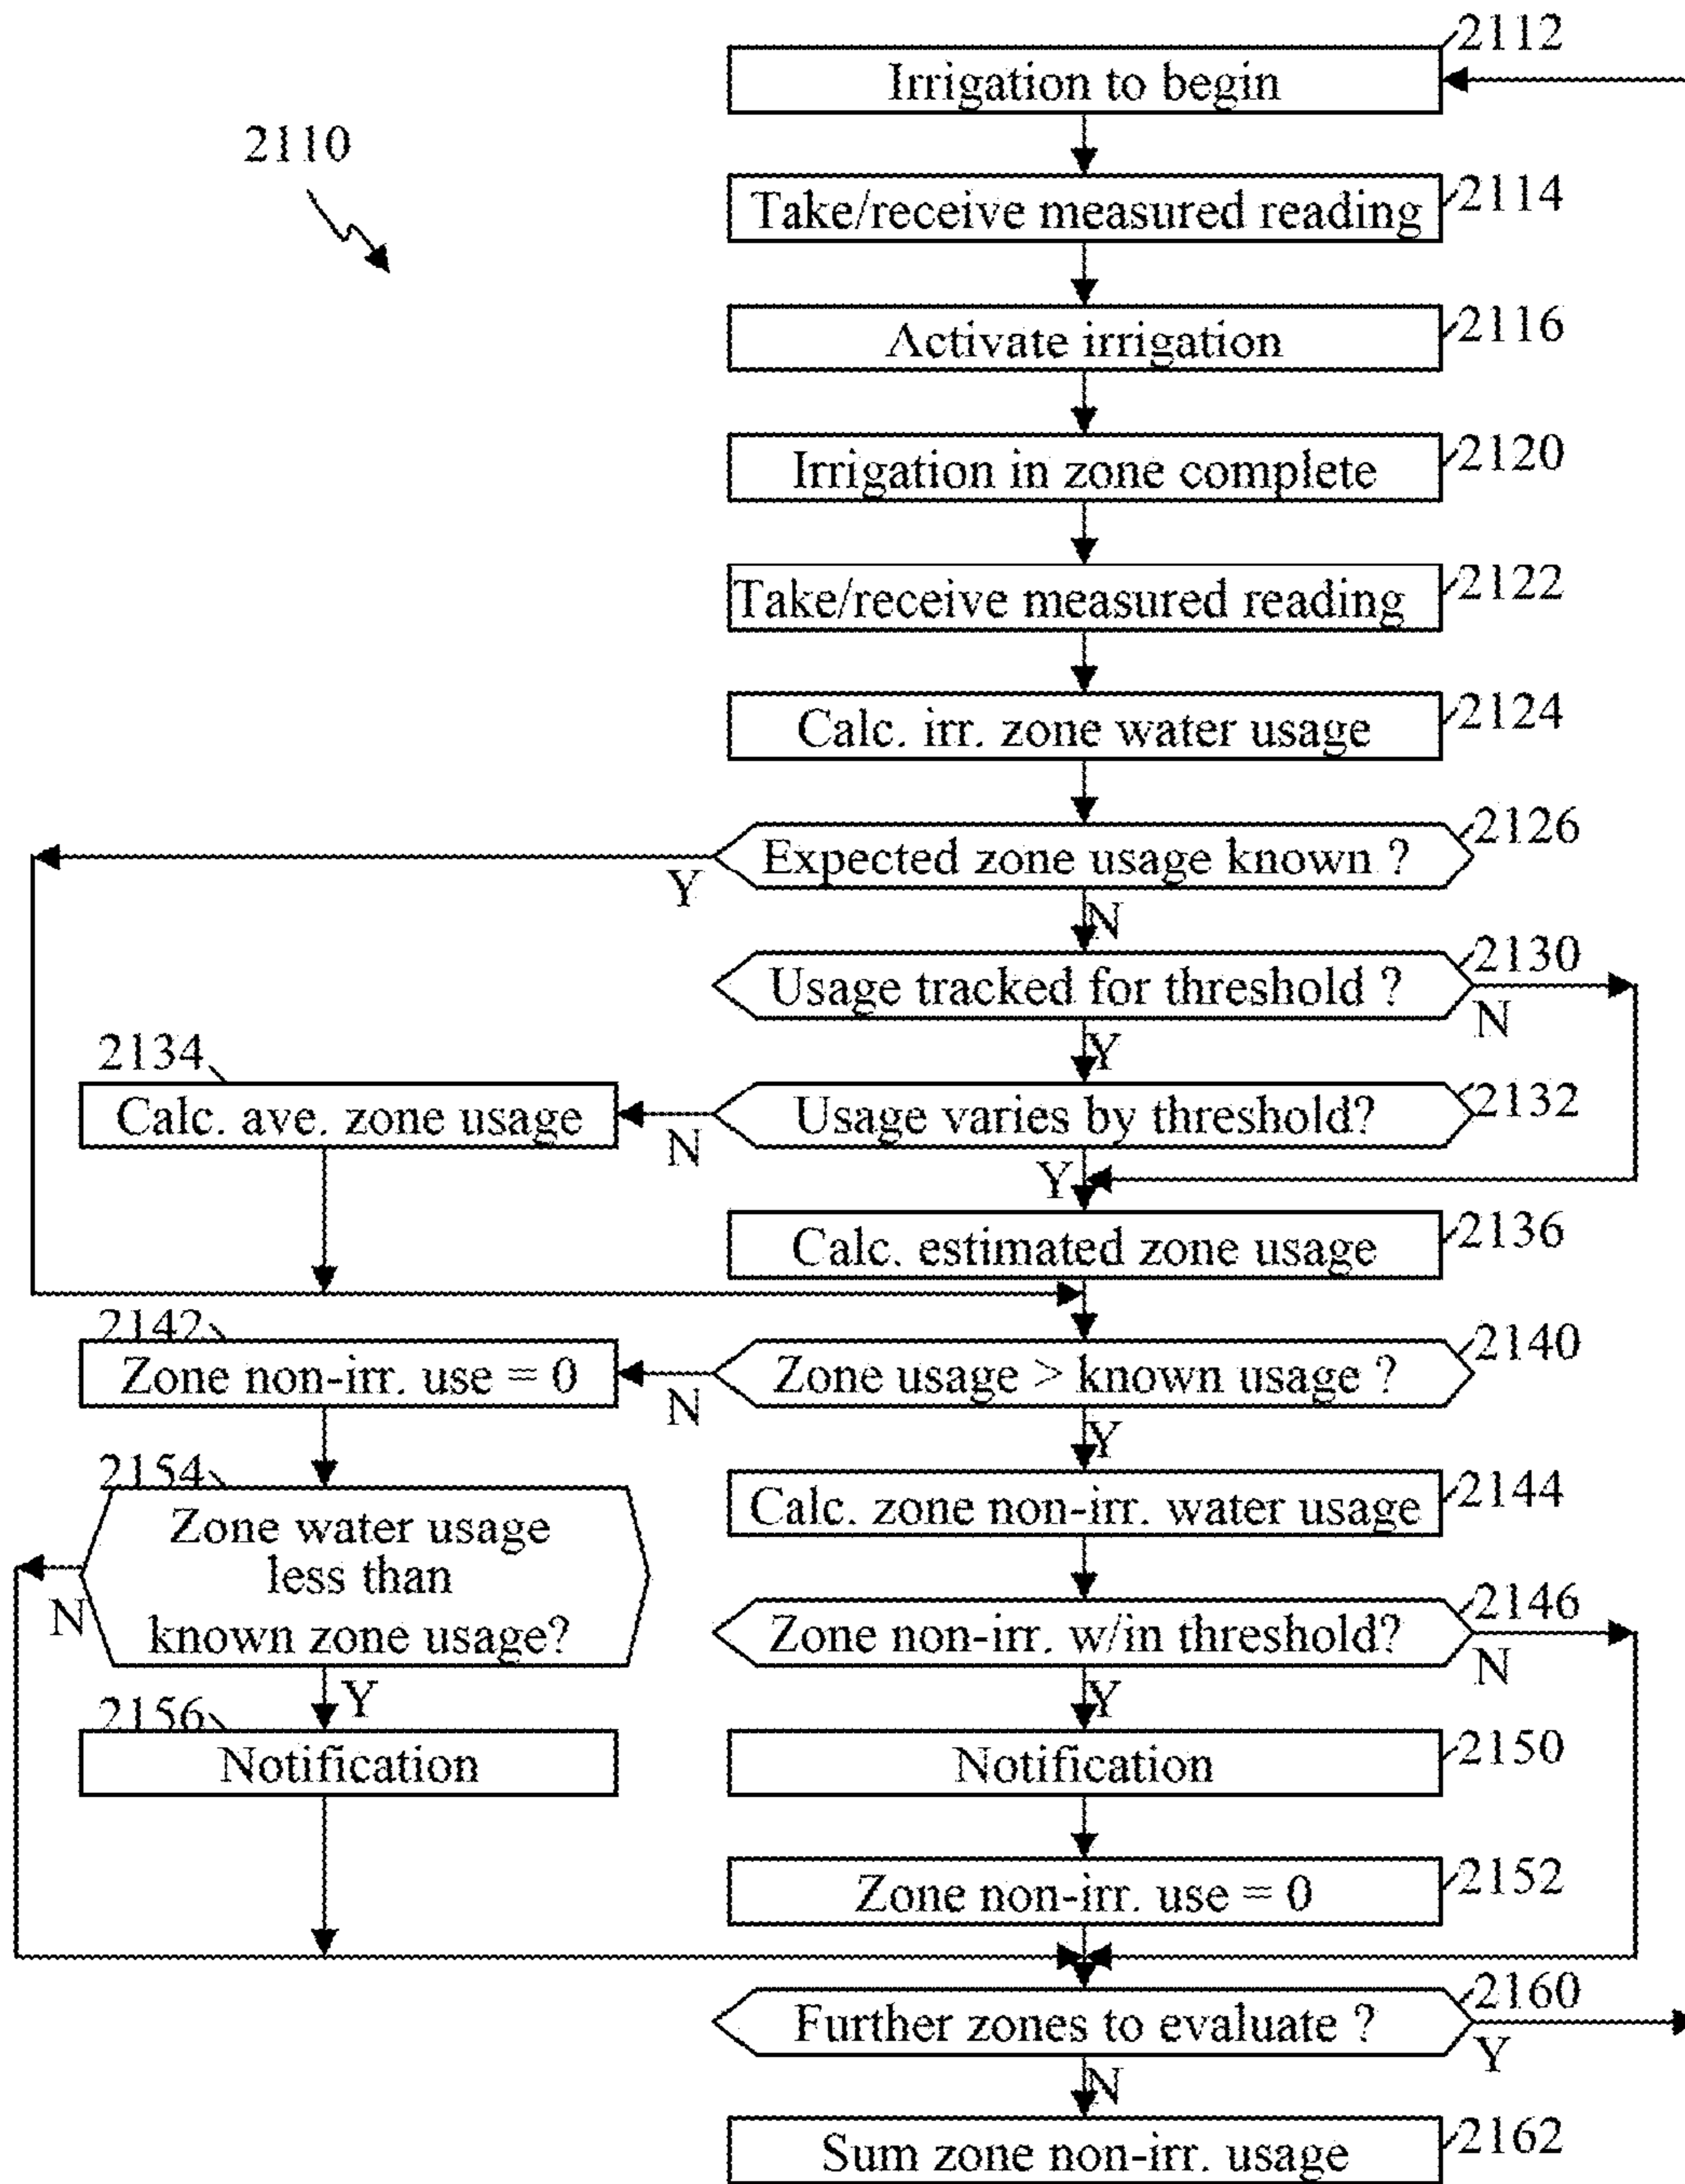 2112
Irrigation to begin
2110
Take/receive measured reading
2114
Activate irrigation
2116
Irrigation in zone complete
2120
Take/receive measured reading
2122
Calc. irr. zone water usage
2124
Expected zone usage known ?
2126
Y
N
Usage tracked for threshold ?
2130
N
Y
2134
Calc. ave. zone usage
N
Usage varies by threshold?
2132
Y
Calc. estimated zone usage
2136
2142
Zone non-irr. use = 0
N
Zone usage > known usage ?
2140
Y
2154
Zone water usage
less than
known zone usage?
N
Y
Calc. zone non-irr. water usage
2144
Zone non-irr. w/in threshold?
2146
N
Y
2156
Notification
Notification
2150
Zone non-irr. use = 0
2152
Further zones to evaluate ?
2160
Y
N
Sum zone non-irr. usage
2162